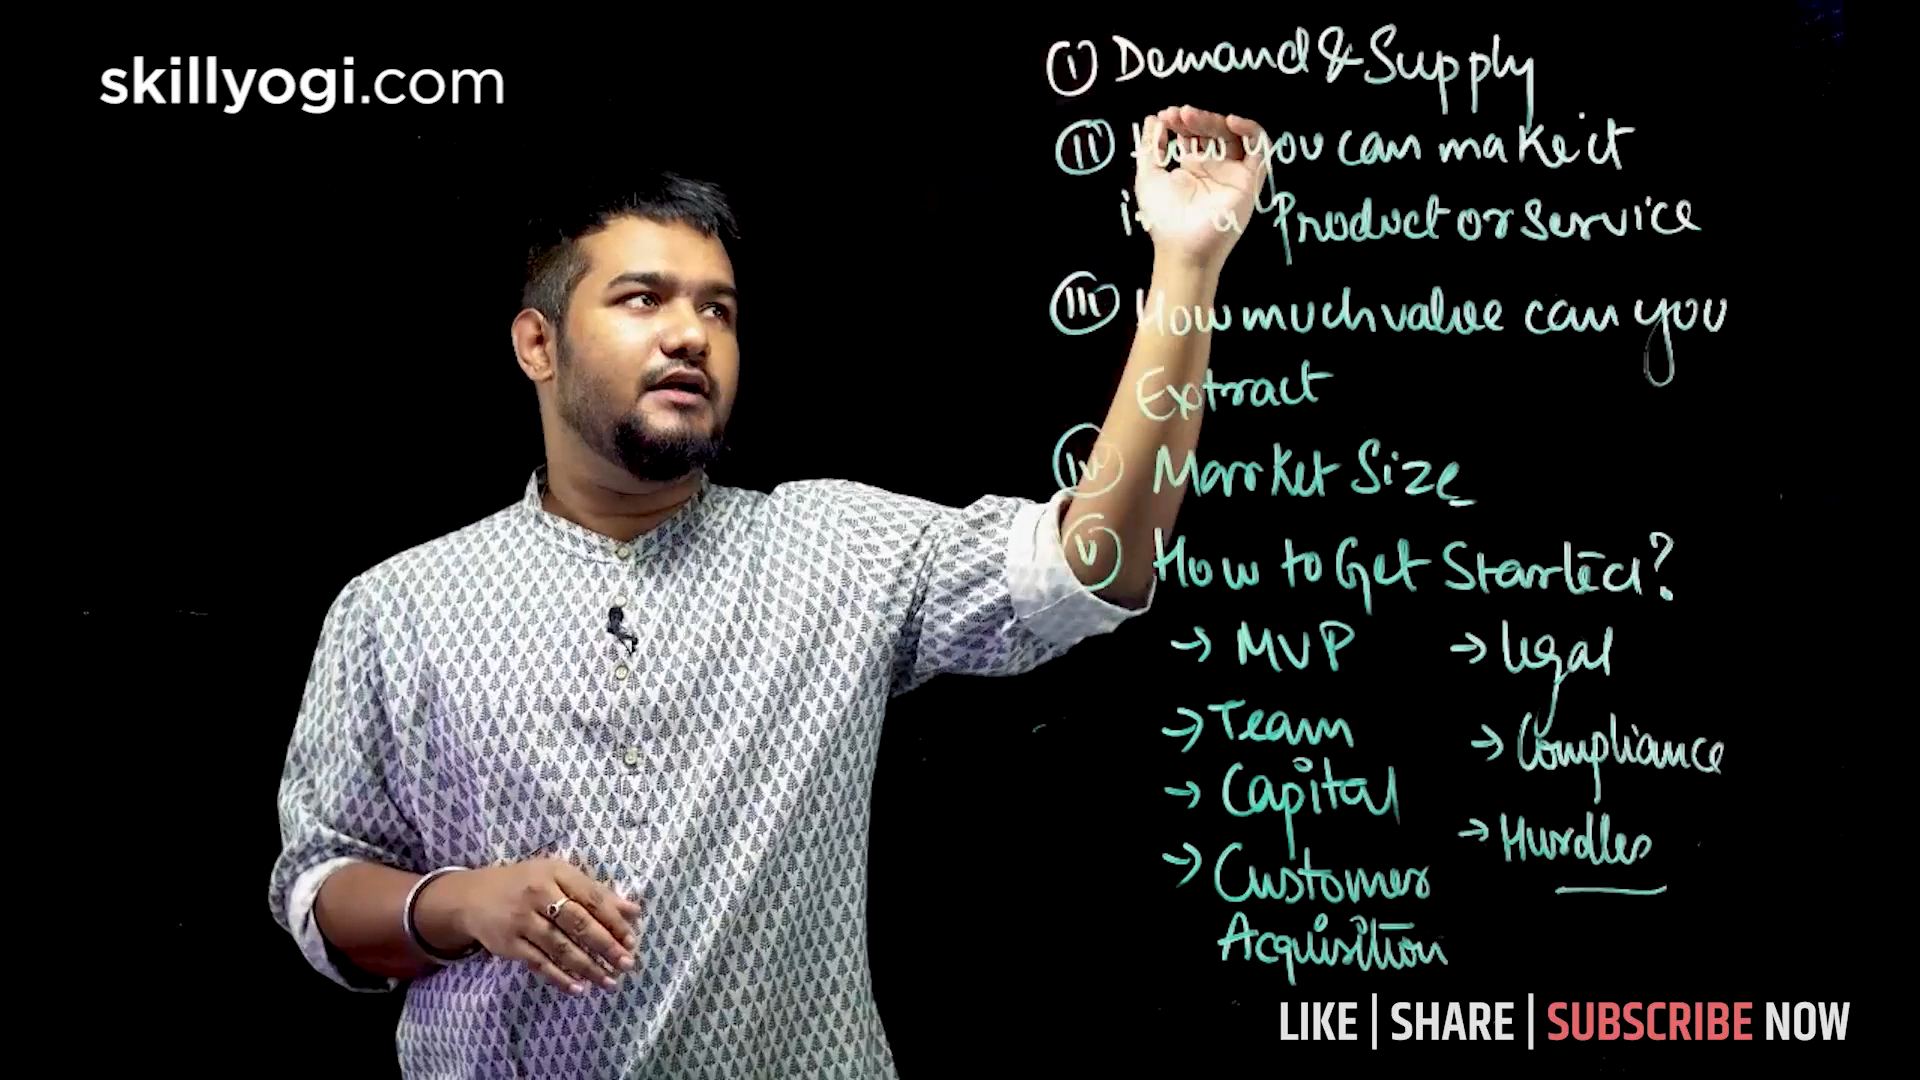 skillyogi.com
(i) Demand & Supply
(ii) How you can make it
into a Product or Service
(iii) How much value can you
Extract
(iv) Market Size
(v) How to Get Started?
→ MVP → Legal
→ Team → Compliance
→ Capital → Hurdles
→ Customer
Acquisition
LIKE | SHARE | SUBSCRIBE NOW